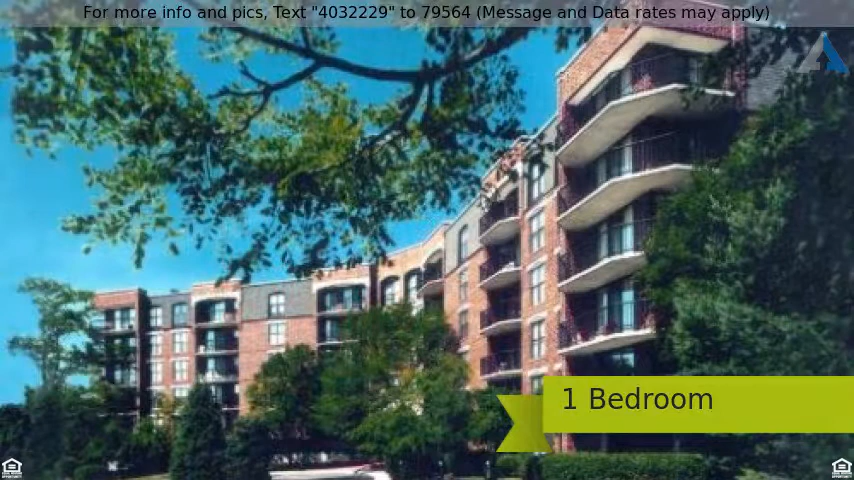 For more info and pics, Text "4032229" to 79564 (Message and Data rates may apply)
1 Bedroom